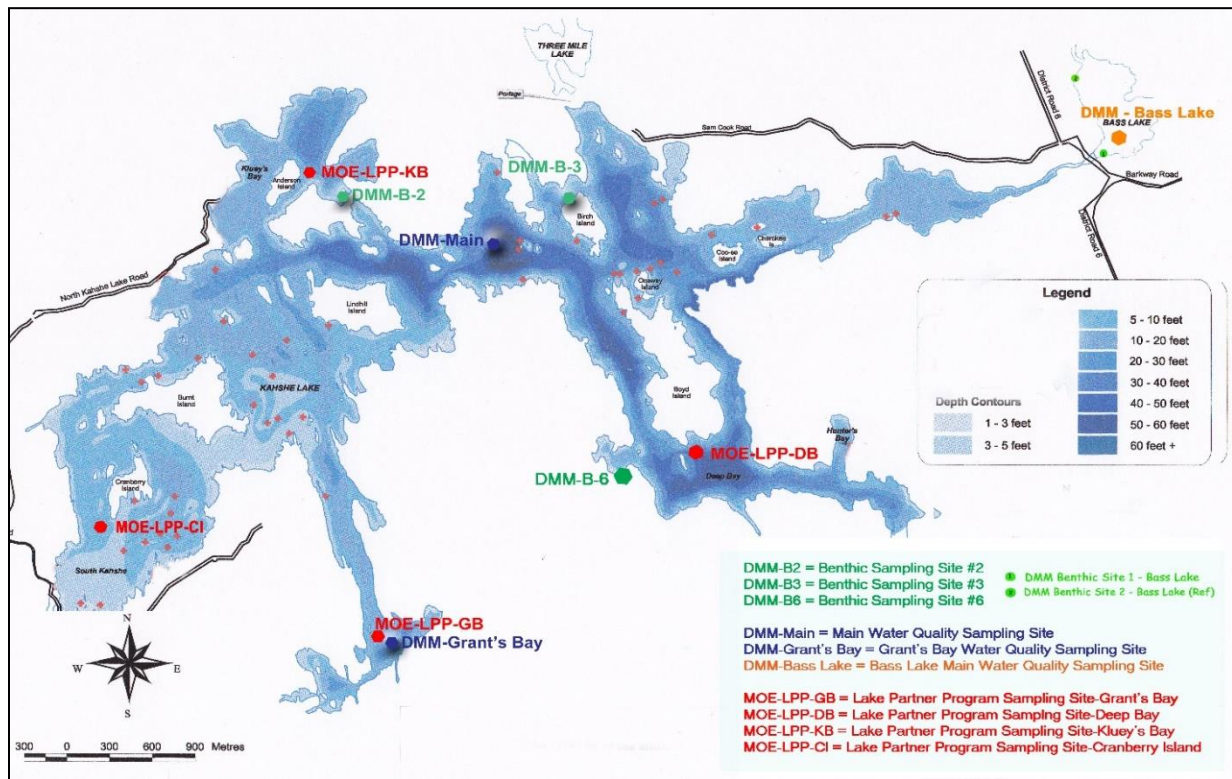 THREE MILE
LAKE
Portage
Sam Cook Road
District Road 6
DMM - Bass Lake
BASS LAKE
Barkway Road
District Road 6
Kluey's
Bay
Anderson
Island
MOE-LPP-KB
DMM-B-2
DMM-B-3
Birch
Island
DMM-Main
Coo-ee
Island
Cherokee
Is.
North Kahshe Lake Road
Lindhill
Island
Boyd
Island
Burnt
Island
KAHSHE LAKE
Hunter's
Bay
MOE-LPP-DB
DMM-B-6
Deep Bay
Cranberry
Island
MOE-LPP-CI
South Kahshe
MOE-LPP-GB
DMM-Grant's Bay
N
W
E
S
300 0 300 600 900 Metres
Legend
5 - 10 feet
10 - 20 feet
20 - 30 feet
30 - 40 feet
40 - 50 feet
50 - 60 feet
60 feet +
Depth Contours
1 - 3 feet
3 - 5 feet
DMM-B2 = Benthic Sampling Site #2
DMM-B3 = Benthic Sampling Site #3
DMM-B6 = Benthic Sampling Site #6
DMM Benthic Site 1 - Bass Lake
DMM Benthic Site 2 - Bass Lake (Ref)
DMM-Main = Main Water Quality Sampling Site
DMM-Grant's Bay = Grant's Bay Water Quality Sampling Site
DMM-Bass Lake = Bass Lake Main Water Quality Sampling Site
MOE-LPP-GB = Lake Partner Program Sampling Site-Grant's Bay
MOE-LPP-DB = Lake Partner Program Samplng Site-Deep Bay
MOE-LPP-KB = Lake Partner Program Sampling Site-Kluey's Bay
MOE-LPP-CI = Lake Partner Program Sampling Site-Cranberry Island